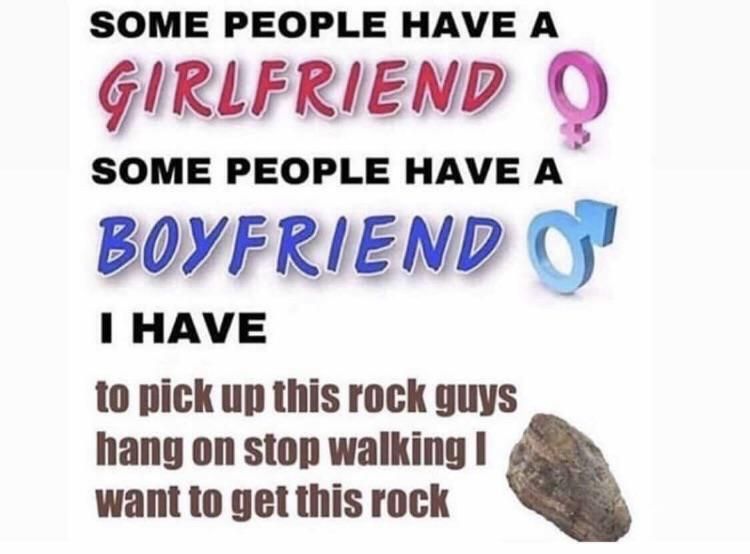 SOME PEOPLE HAVE A
GIRLFRIEND
SOME PEOPLE HAVE A
BOYFRIEND
I HAVE
to pick up this rock guys
hang on stop walking I
want to get this rock